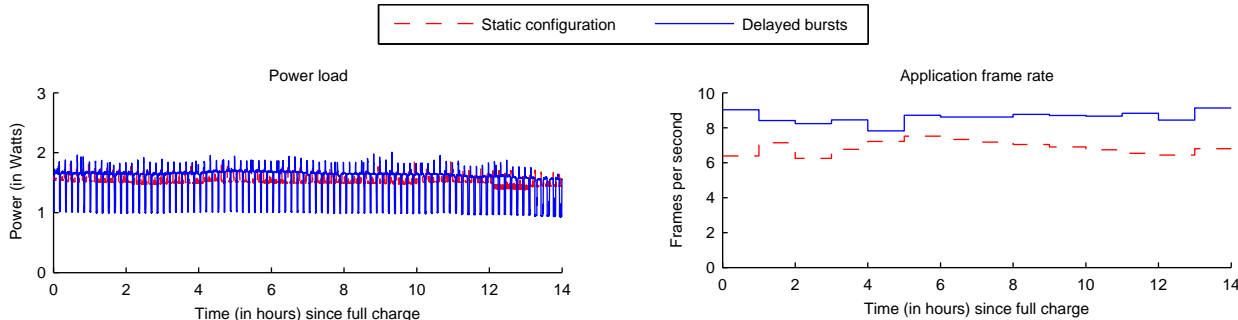 Static configuration
Delayed bursts
Power load
Power (in Watts)
3
2
1
0
0 2 4 6 8 10 12 14
Time (in hours) since full charge
Application frame rate
Frames per second
10
8
6
4
2
0
0 2 4 6 8 10 12 14
Time (in hours) since full charge